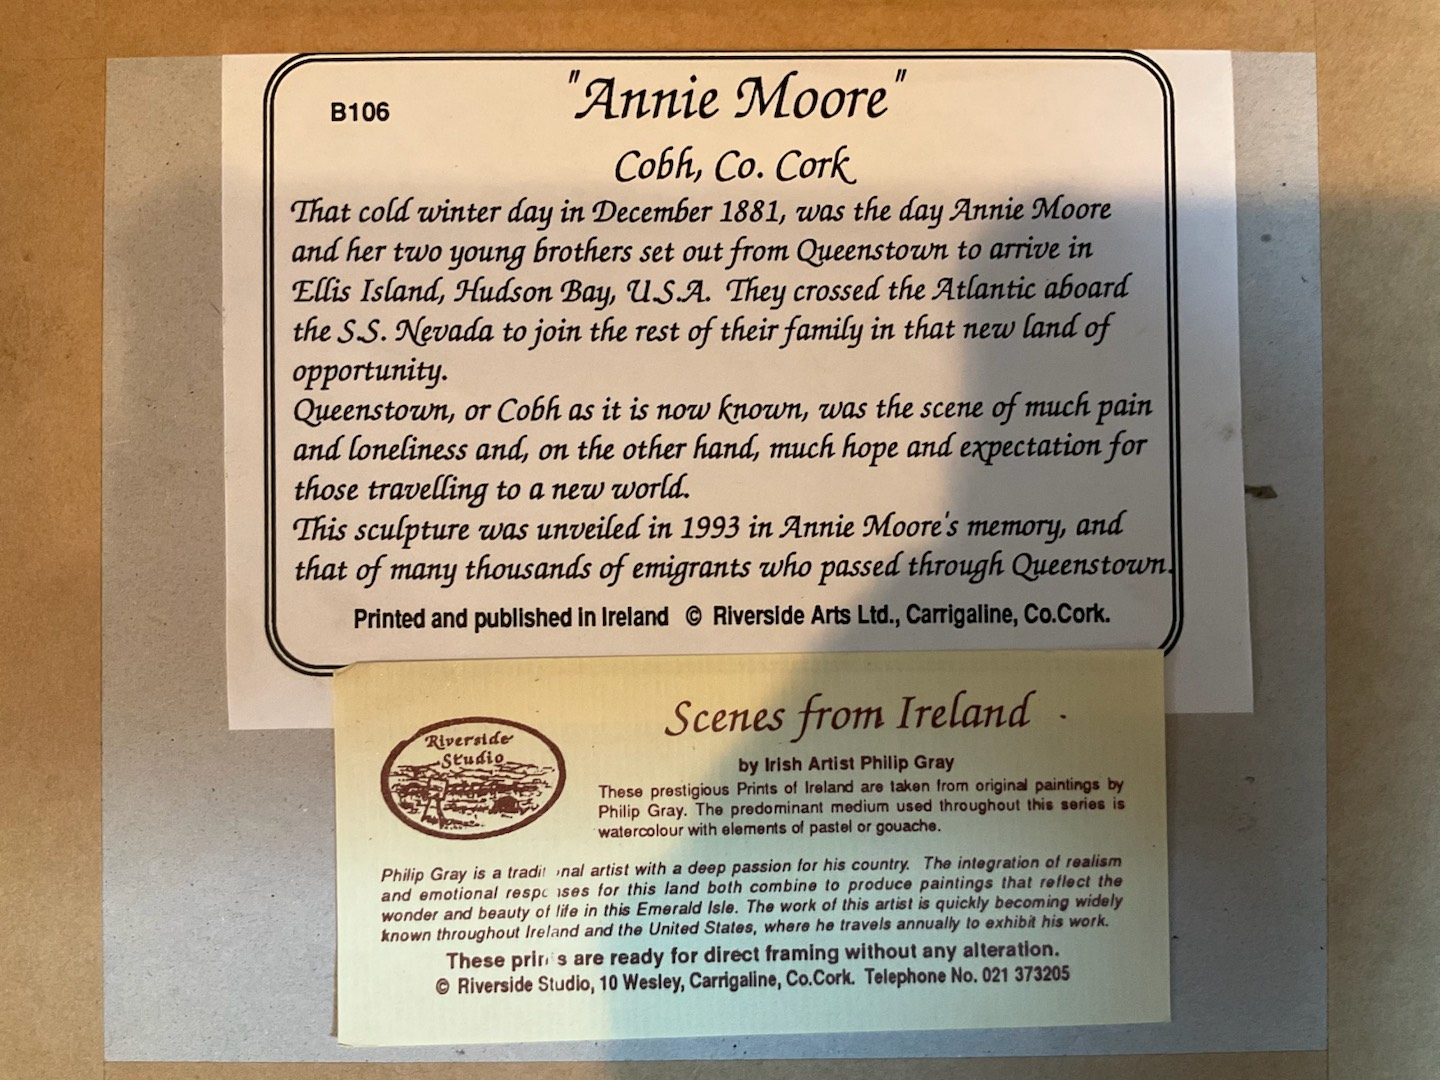 B106
"Annie Moore"
Cobh, Co. Cork
That cold winter day in December 1881, was the day Annie Moore
and her two young brothers set out from Queenstown to arrive in
Ellis Island, Hudson Bay, U.S.A. They crossed the Atlantic aboard
the S.S. Nevada to join the rest of their family in that new land of
opportunity.
Queenstown, or Cobh as it is now known, was the scene of much pain
and loneliness and, on the other hand, much hope and expectation for
those travelling to a new world.
This sculpture was unveiled in 1993 in Annie Moore's memory, and
that of many thousands of emigrants who passed through Queenstown.
Printed and published in Ireland © Riverside Arts Ltd., Carrigaline, Co.Cork.
Riverside
Studio
Scenes from Ireland
by Irish Artist Philip Gray
These prestigious Prints of Ireland are taken from original paintings by
Philip Gray. The predominant medium used throughout this series is
watercolour with elements of pastel or gouache.
Philip Gray is a traditional artist with a deep passion for his country. The integration of realism
and emotional responses for this land both combine to produce paintings that reflect the
wonder and beauty of life in this Emerald Isle. The work of this artist is quickly becoming widely
known throughout Ireland and the United States, where he travels annually to exhibit his work.
These prints are ready for direct framing without any alteration.
© Riverside Studio, 10 Wesley, Carrigaline, Co.Cork. Telephone No. 021 373205